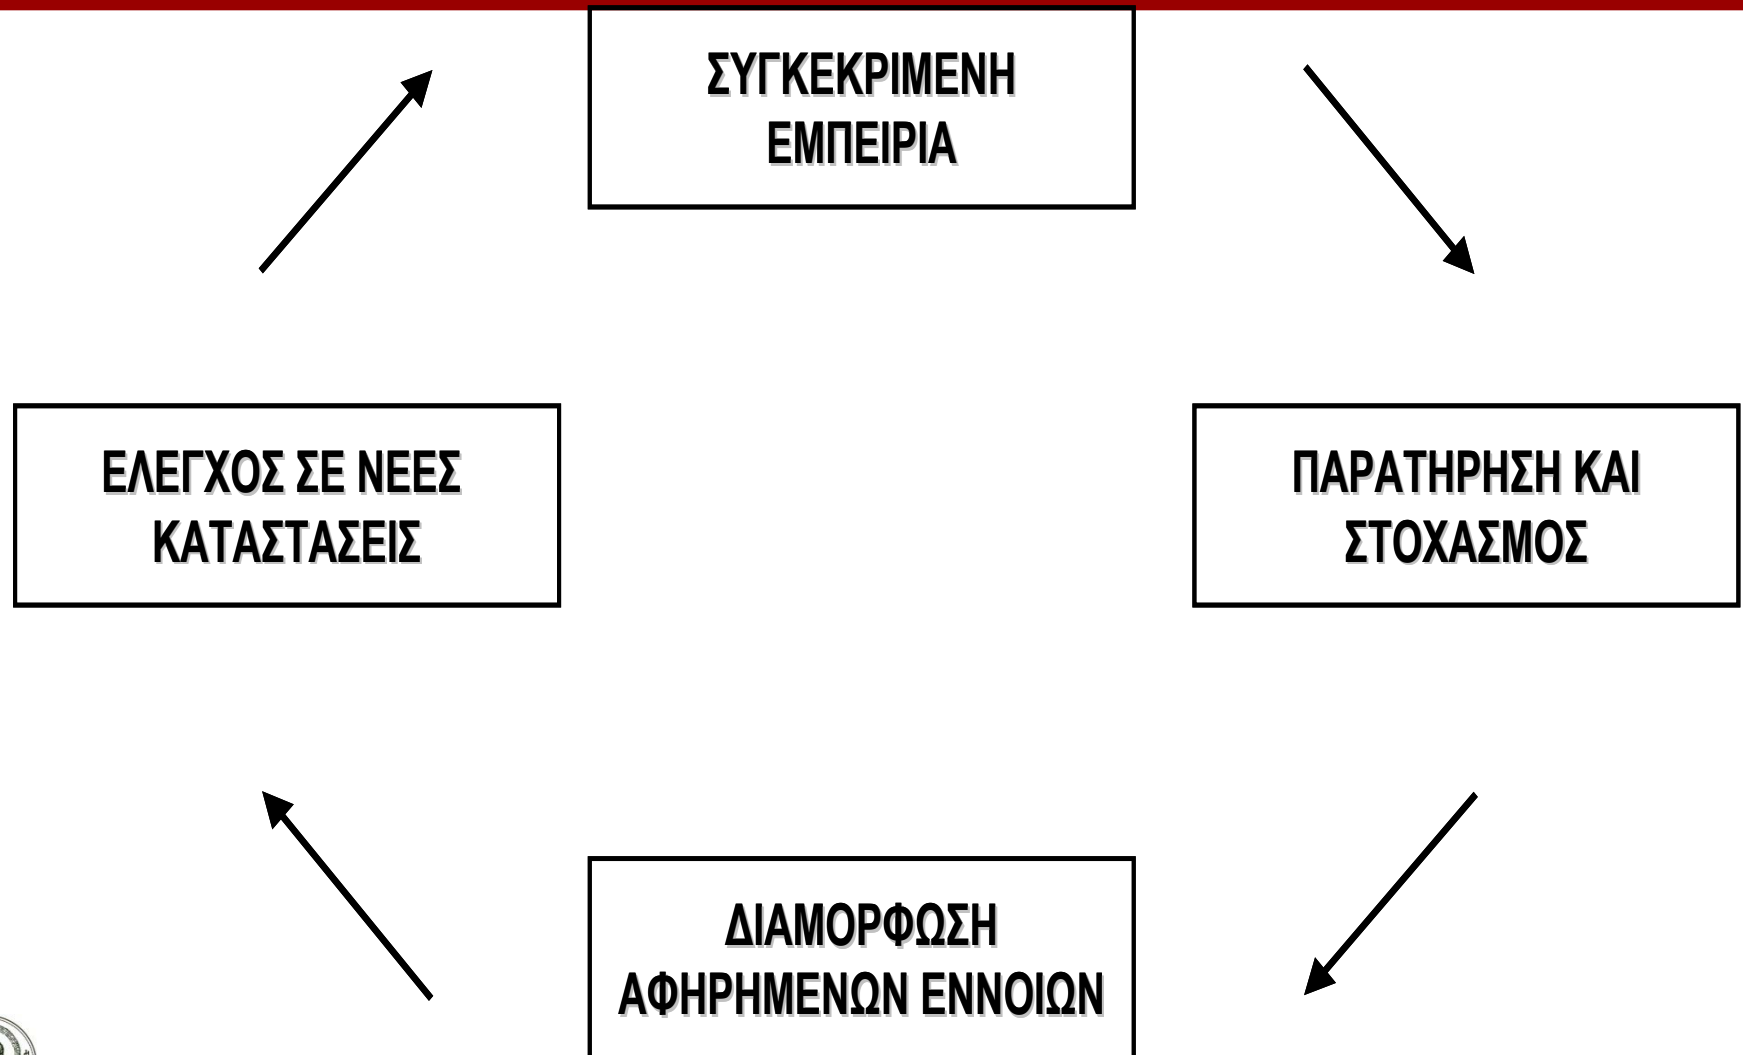 ΣΥΓΚΕΚΡΙΜΕΝΗ
ΕΜΠΕΙΡΙΑ
ΕΛΕΓΧΟΣ ΣΕ ΝΕΕΣ
ΚΑΤΑΣΤΑΣΕΙΣ
ΠΑΡΑΤΗΡΗΣΗ ΚΑΙ
ΣΤΟΧΑΣΜΟΣ
ΔΙΑΜΟΡΦΩΣΗ
ΑΦΗΡΗΜΕΝΩΝ ΕΝΝΟΙΩΝ